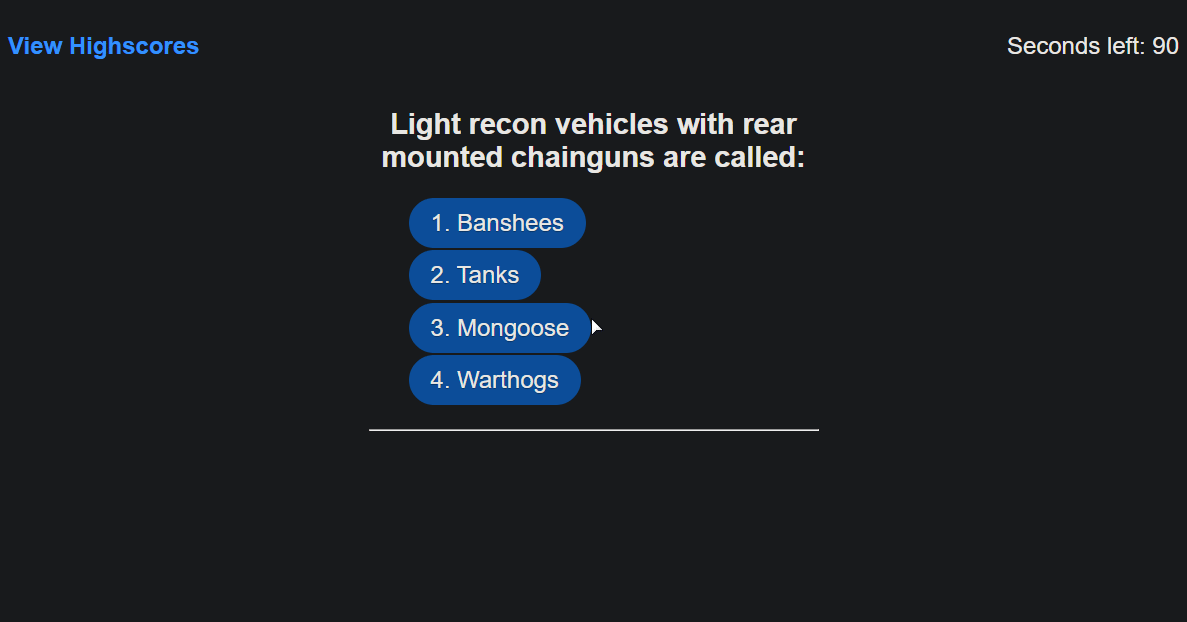 View Highscores
Seconds left: 90
Light recon vehicles with rear
mounted chainguns are called:
1. Banshees
2. Tanks
3. Mongoose
4. Warthogs